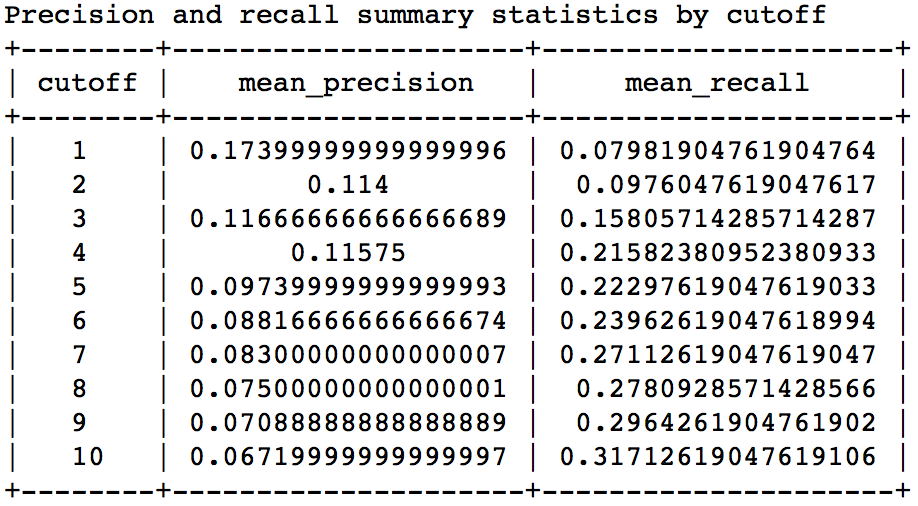 Precision and recall summary statistics by cutoff
+--------+---------------------+---------------------+
| cutoff |    mean_precision   |     mean_recall     |
+--------+---------------------+---------------------+
|   1    | 0.17399999999999996 | 0.07981904761904764 |
|   2    |        0.114        |  0.0976047619047617 |
|   3    | 0.11666666666666689 | 0.15805714285714287 |
|   4    |       0.11575       | 0.21582380952380933 |
|   5    | 0.09739999999999993 | 0.22297619047619033 |
|   6    | 0.08816666666666674 | 0.23962619047618994 |
|   7    | 0.08300000000000007 | 0.27112619047619047 |
|   8    | 0.07500000000000001 |  0.2780928571428566 |
|   9    | 0.07088888888888889 |  0.2964261904761902 |
|   10   | 0.06719999999999997 | 0.31712619047619106 |
+--------+---------------------+---------------------+